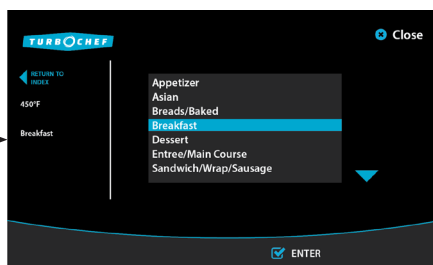 TURBOCHEF
Close
RETURN TO
INDEX
450°F
Breakfast
Appetizer
Asian
Breads/Baked
Breakfast
Dessert
Entree/Main Course
Sandwich/Wrap/Sausage
ENTER